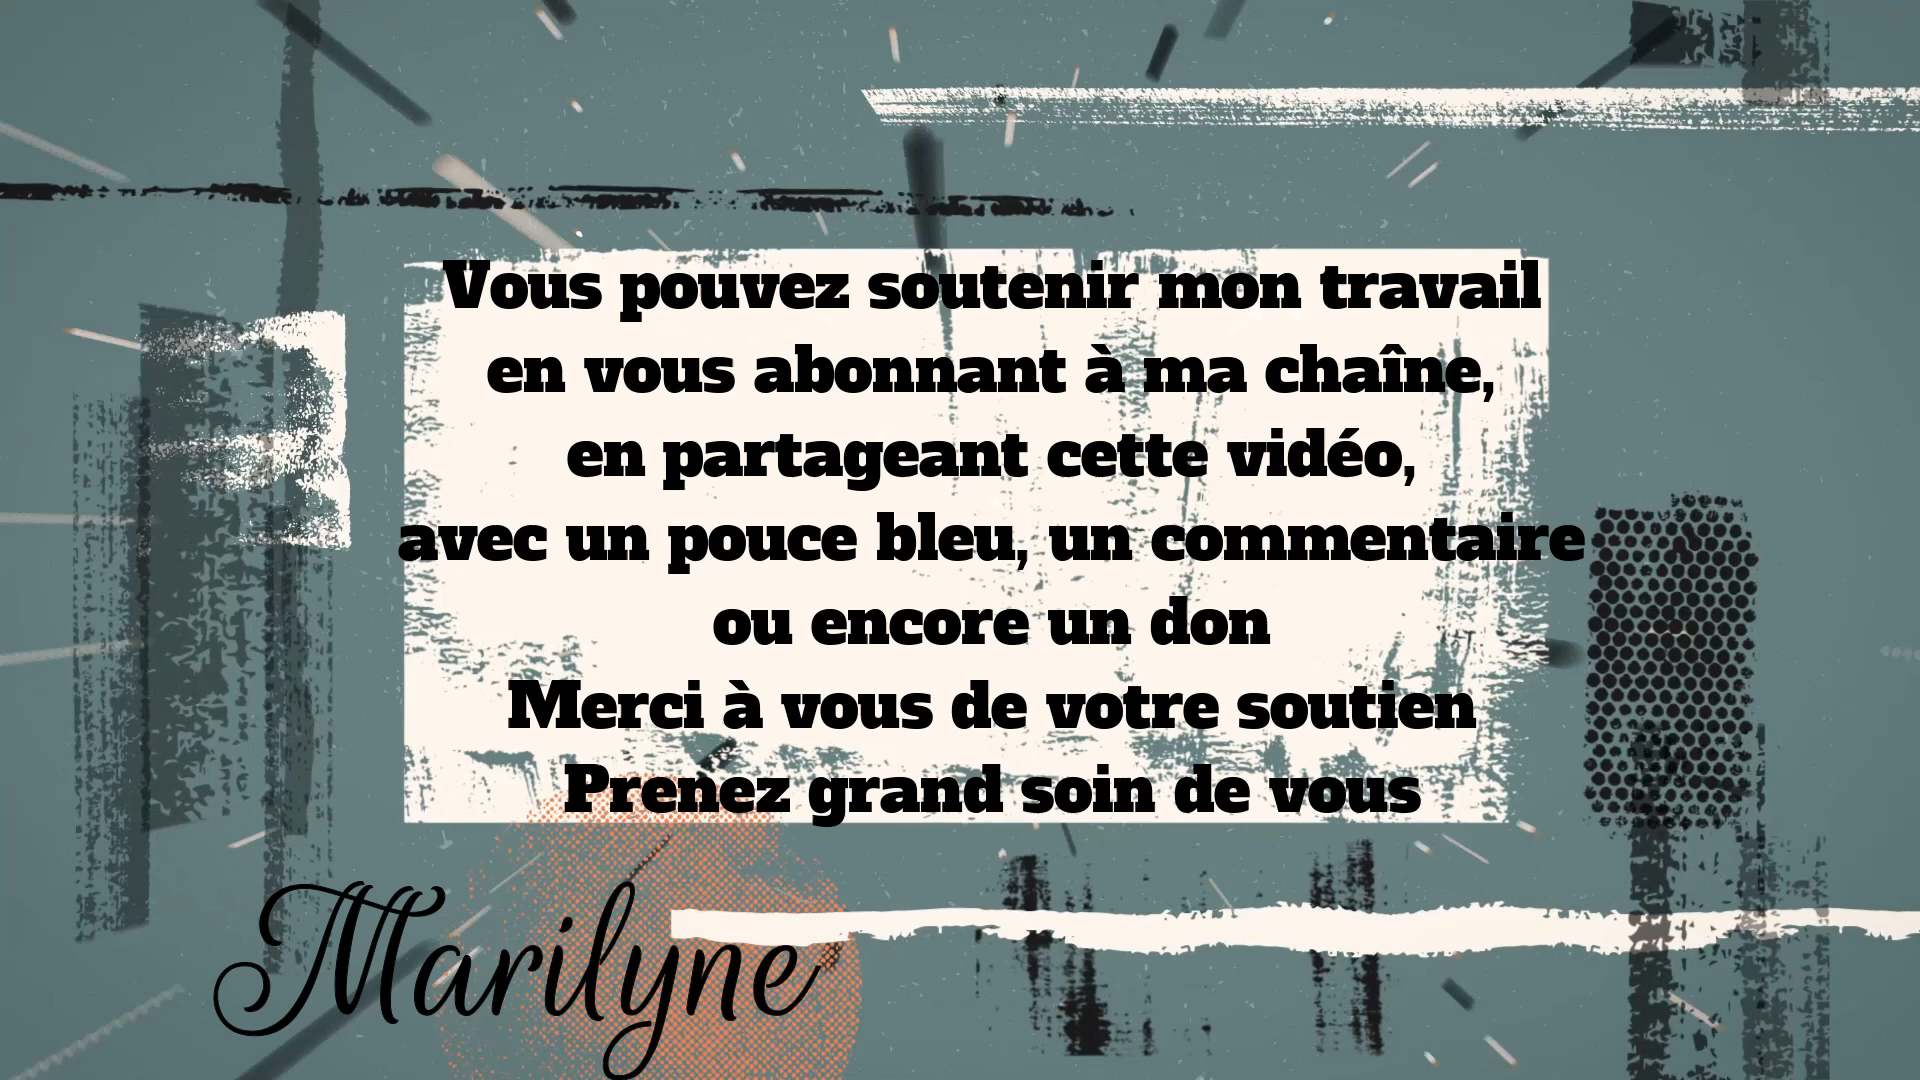 Vous pouvez soutenir mon travail
en vous abonnant à ma chaîne,
en partageant cette vidéo,
avec un pouce bleu, un commentaire
ou encore un don
Merci à vous de votre soutien
Prenez grand soin de vous
Marilyne